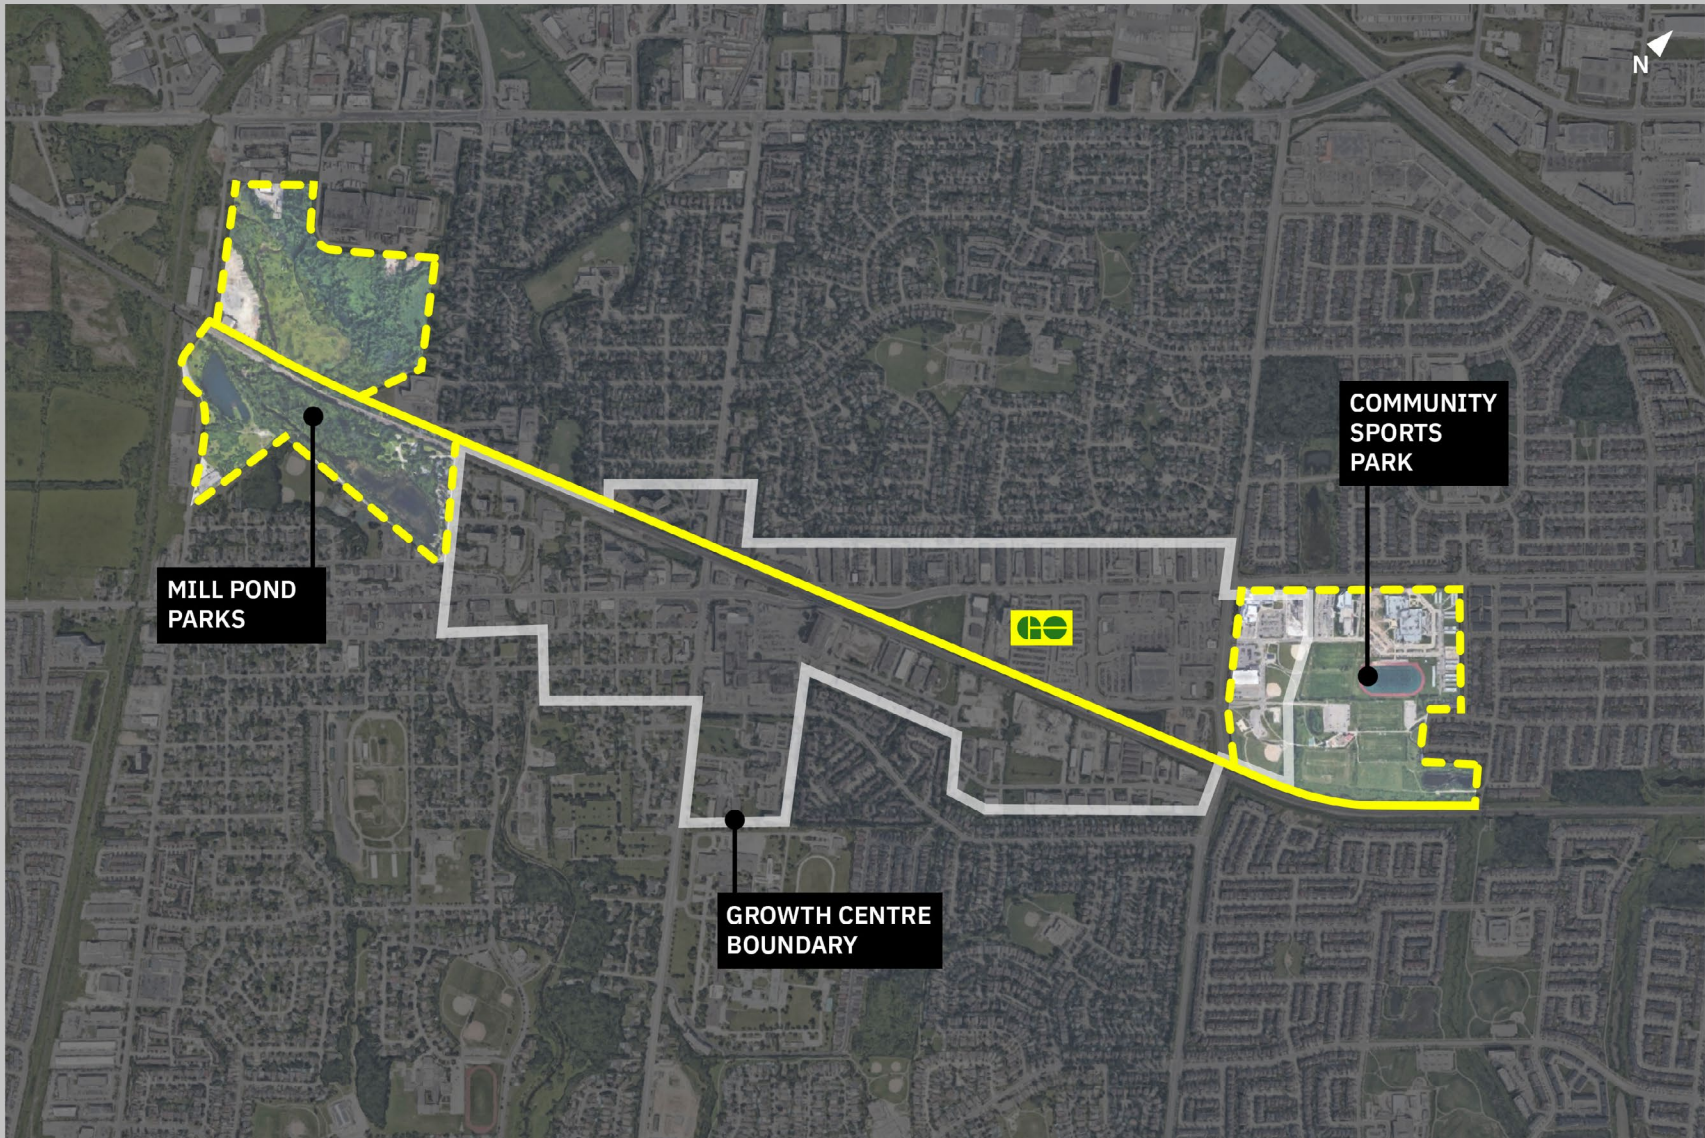 N
COMMUNITY
SPORTS
PARK
MILL POND
PARKS
GO
GROWTH CENTRE
BOUNDARY